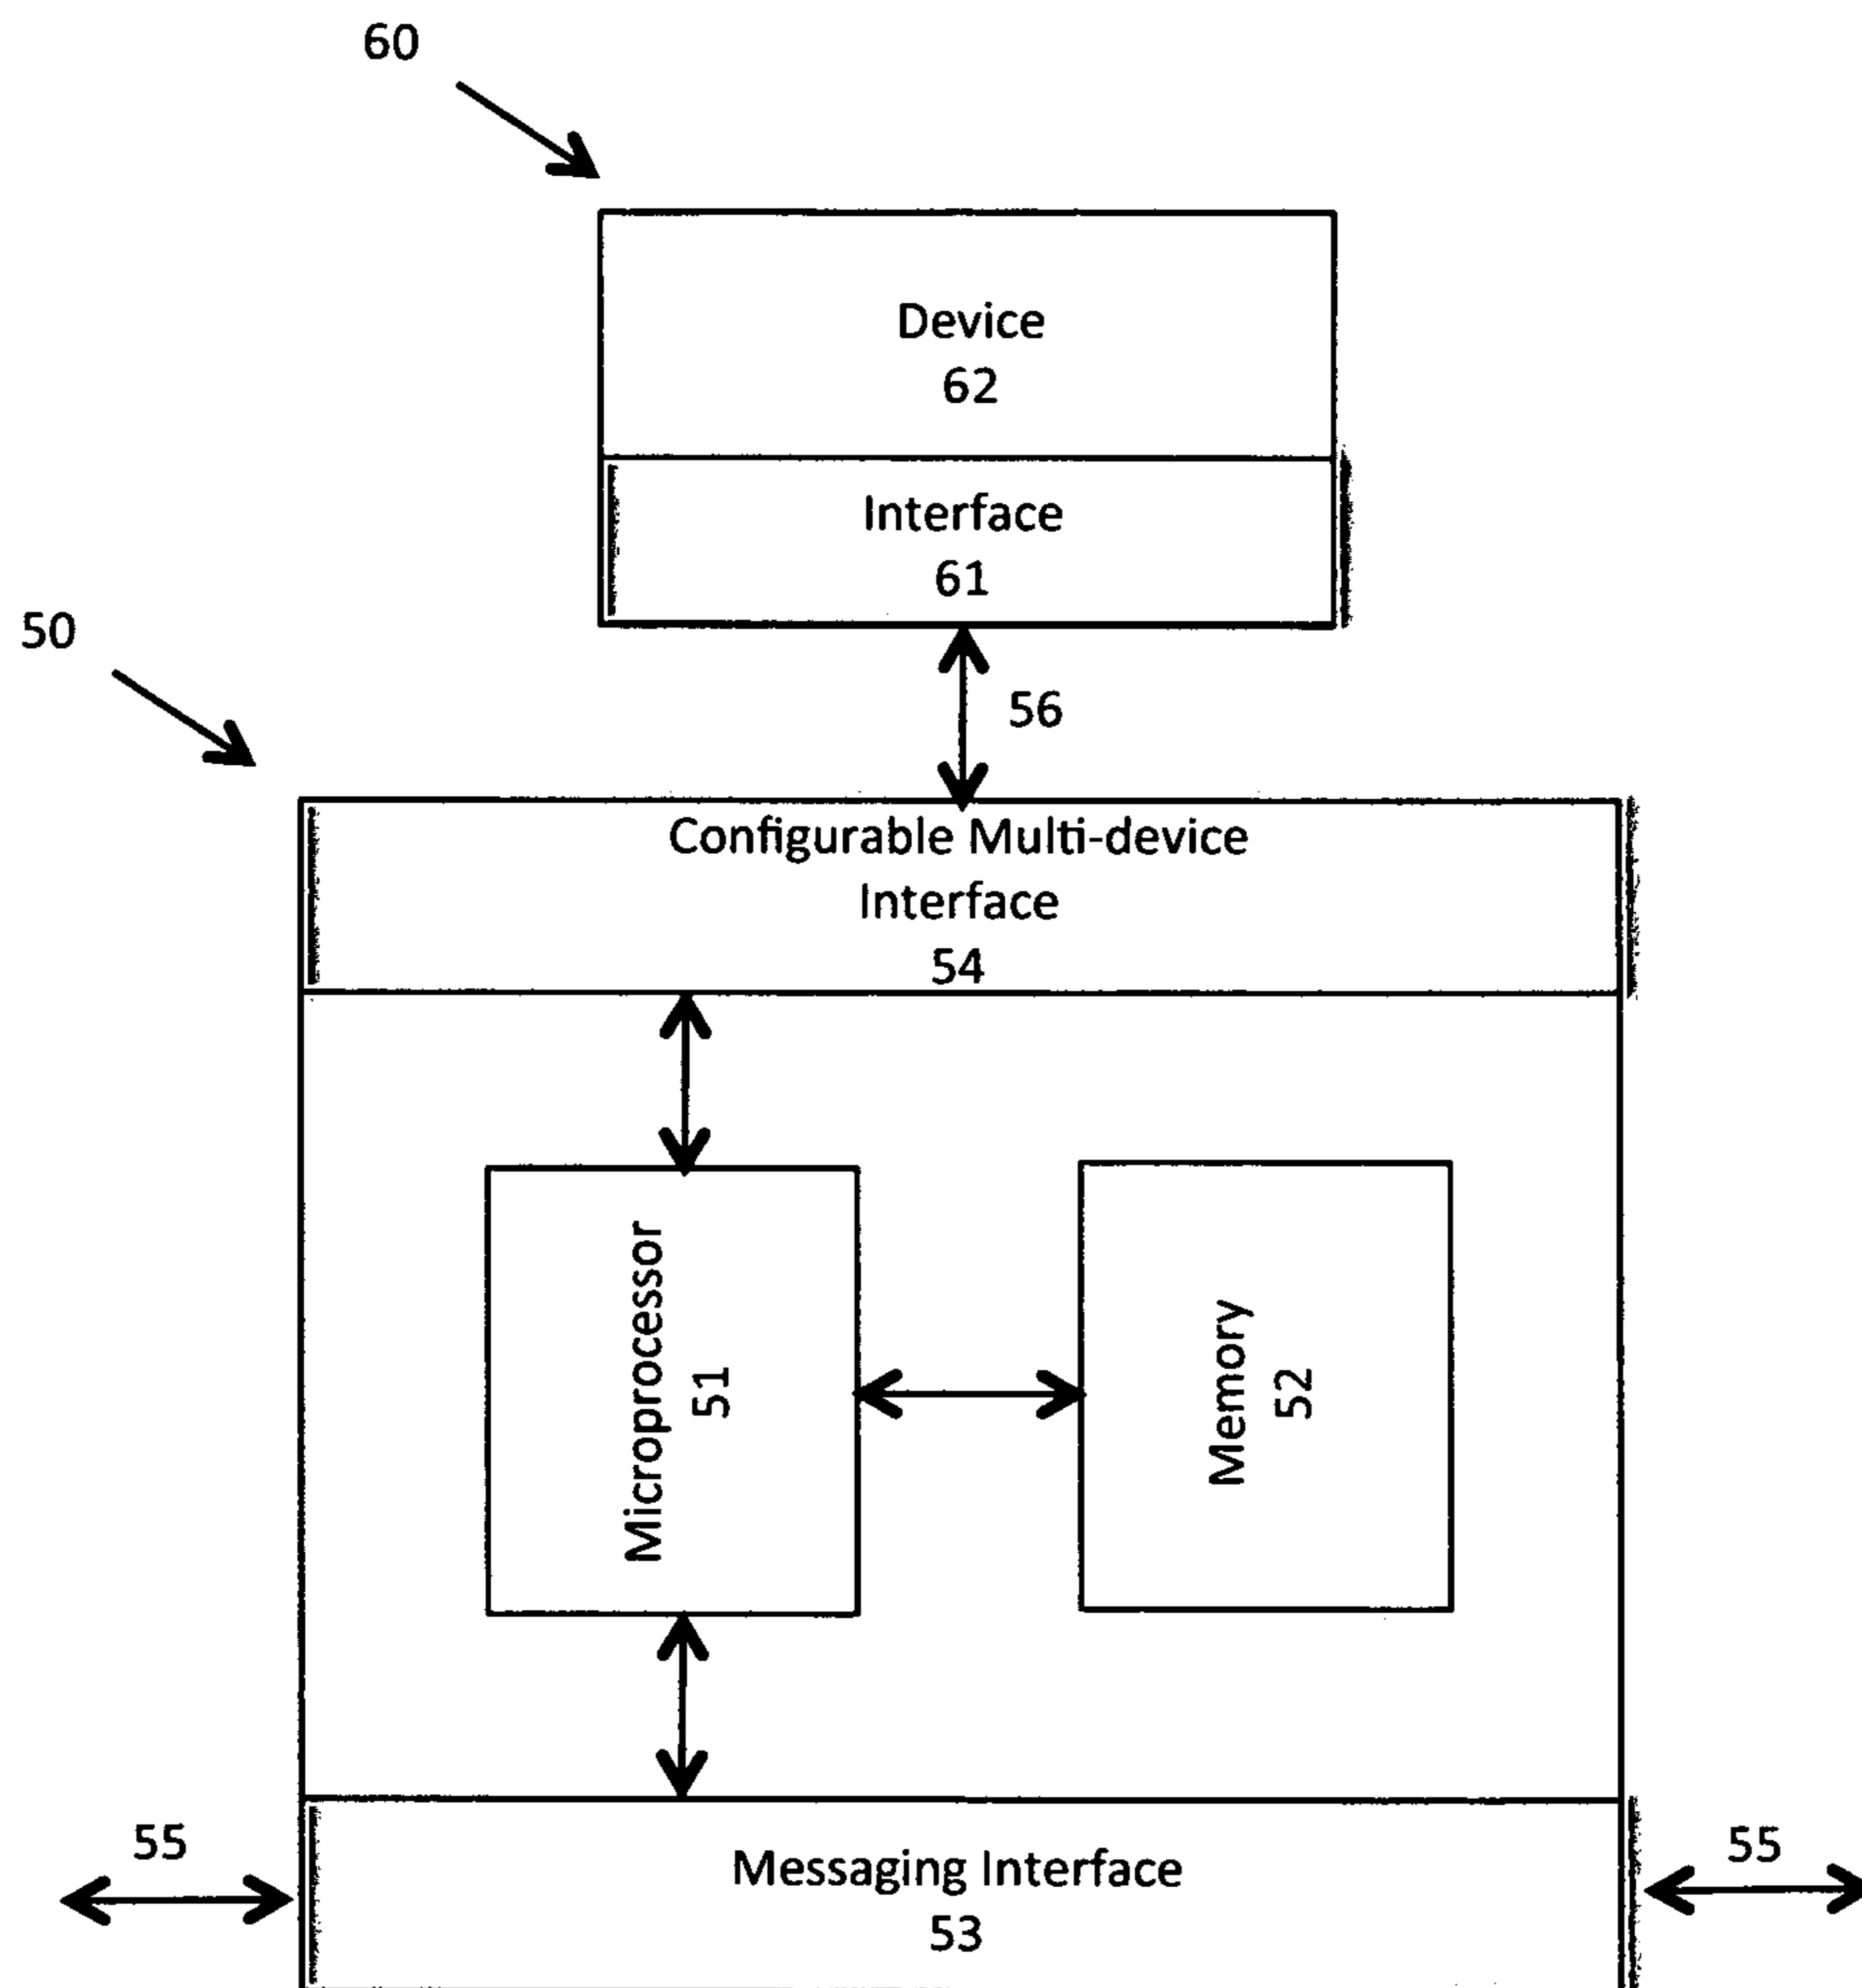 60
Device
62
Interface
61
50
56
Configurable Multi-device
Interface
54
Microprocessor
51
Memory
52
55
55
Messaging Interface
53